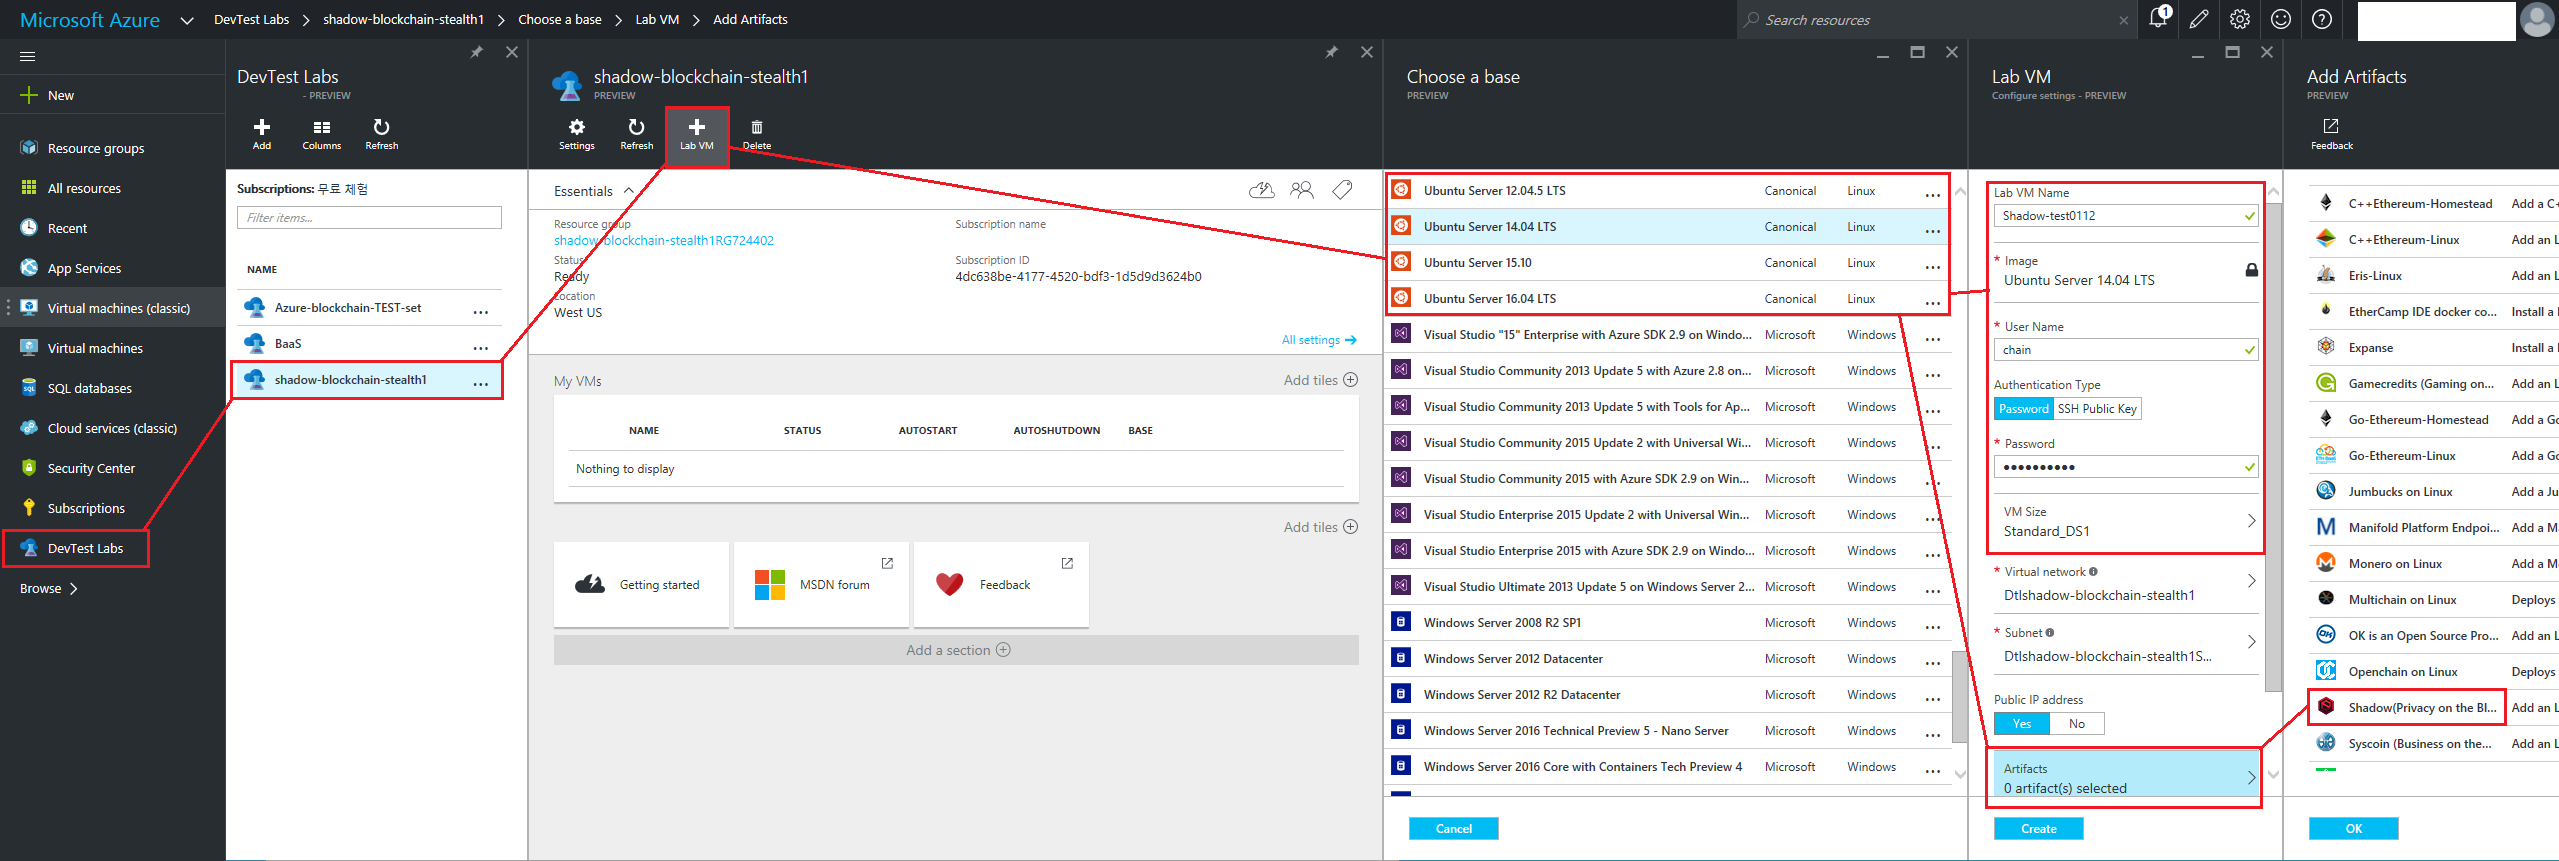 Microsoft Azure
DevTest Labs > shadow-blockchain-stealth1 > Choose a base > Lab VM > Add Artifacts
Search resources
1
New
Resource groups
All resources
Recent
App Services
Virtual machines (classic)
Virtual machines
SQL databases
Cloud services (classic)
Security Center
Subscriptions
DevTest Labs
Browse >
DevTest Labs
- PREVIEW
Add Columns Refresh
Subscriptions: 무료 체험
Filter items...
NAME
Azure-blockchain-TEST-set ...
BaaS ...
shadow-blockchain-stealth1 ...
shadow-blockchain-stealth1
PREVIEW
Settings Refresh Lab VM Delete
Essentials
Resource group
shadow-blockchain-stealth1RG724402
Status
Ready
Location
West US
Subscription name
Subscription ID
4dc638be-4177-4520-bdf3-1d5d9d3624b0
All settings
My VMs
Add tiles
NAME STATUS AUTOSTART AUTOSHUTDOWN BASE
Nothing to display
Add tiles
Getting started
MSDN forum
Feedback
Add a section
Choose a base
PREVIEW
Ubuntu Server 12.04.5 LTS Canonical Linux ...
Ubuntu Server 14.04 LTS Canonical Linux ...
Ubuntu Server 15.10 Canonical Linux ...
Ubuntu Server 16.04 LTS Canonical Linux ...
Visual Studio "15" Enterprise with Azure SDK 2.9 on Windo... Microsoft Windows ...
Visual Studio Community 2013 Update 5 with Azure 2.8 on... Microsoft Windows ...
Visual Studio Community 2013 Update 5 with Tools for Ap... Microsoft Windows ...
Visual Studio Community 2015 Update 2 with Universal Wi... Microsoft Windows ...
Visual Studio Community 2015 with Azure SDK 2.9 on Win... Microsoft Windows ...
Visual Studio Enterprise 2015 Update 2 with Universal Win... Microsoft Windows ...
Visual Studio Enterprise 2015 with Azure SDK 2.9 on Windo... Microsoft Windows ...
Visual Studio Ultimate 2013 Update 5 on Windows Server 2... Microsoft Windows ...
Windows Server 2008 R2 SP1 Microsoft Windows ...
Windows Server 2012 Datacenter Microsoft Windows ...
Windows Server 2012 R2 Datacenter Microsoft Windows ...
Windows Server 2016 Technical Preview 5 - Nano Server Microsoft Windows ...
Windows Server 2016 Core with Containers Tech Preview 4 Microsoft Windows ...
Cancel
Lab VM
Configure settings - PREVIEW
Lab VM Name
Shadow-test0112
* Image
Ubuntu Server 14.04 LTS
* User Name
chain
Authentication Type
Password SSH Public Key
* Password
••••••••••
VM Size
Standard_DS1
* Virtual network
Dtlshadow-blockchain-stealth1
* Subnet
Dtlshadow-blockchain-stealth1S...
Public IP address
Yes No
Artifacts
0 artifact(s) selected
Create
Add Artifacts
PREVIEW
Feedback
C++Ethereum-Homestead Add a C+
C++Ethereum-Linux Add an L
Eris-Linux Add an L
EtherCamp IDE docker co... Install a
Expanse Install a
Gamecredits (Gaming on... Add an L
Go-Ethereum-Homestead Add a Go
Go-Ethereum-Linux Add a Go
Jumbucks on Linux Add a Ju
Manifold Platform Endpoi... Add a M
Monero on Linux Add a M
Multichain on Linux Deploys
OK is an Open Source Pro... Add an L
Openchain on Linux Deploys
Shadow(Privacy on the Bl... Add an L
Syscoin (Business on the... Add an L
OK